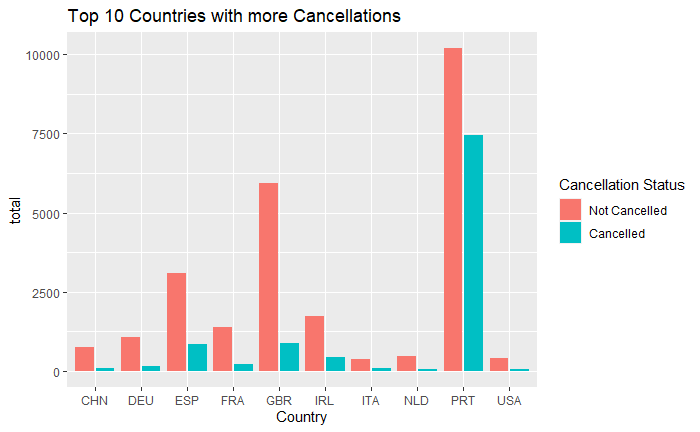 Top 10 Countries with more Cancellations
10000
7500
5000
2500
0
total
CHN DEU ESP FRA GBR IRL ITA NLD PRT USA
Country
Cancellation Status
Not Cancelled
Cancelled